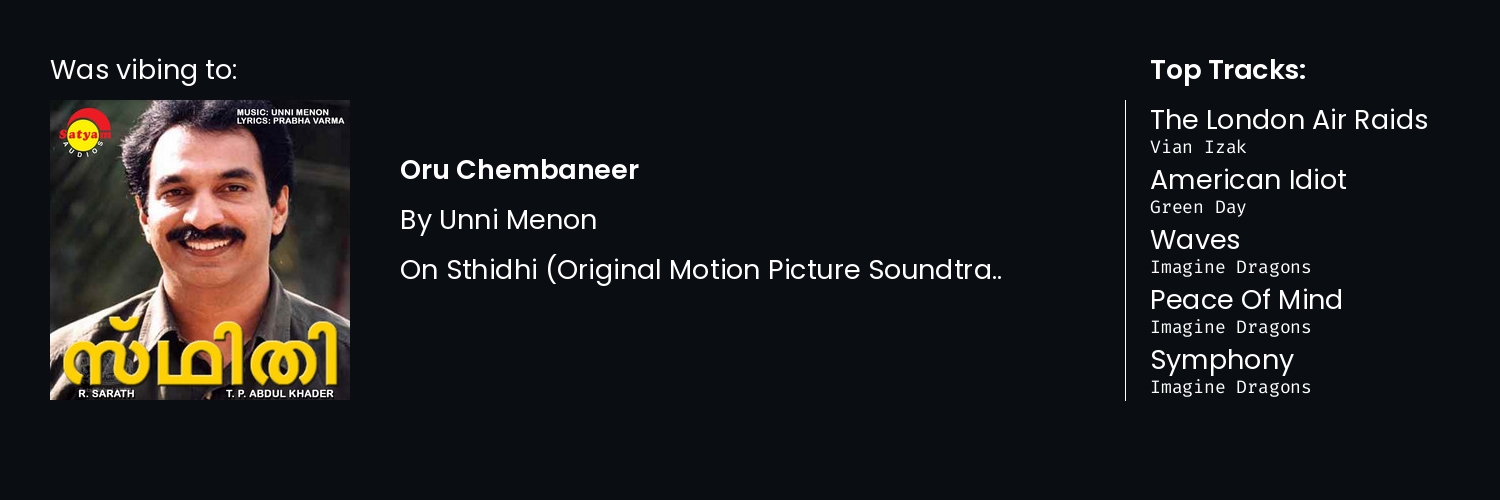 Was vibing to:
Satyam
AUDIOS
MUSIC: UNNI MENON
LYRICS: PRABHA VARMA
സ്ഥിതി
R. SARATH
T. P. ABDUL KHADER
Oru Chembaneer
By Unni Menon
On Sthidhi (Original Motion Picture Soundtra..
Top Tracks:
The London Air Raids
Vian Izak
American Idiot
Green Day
Waves
Imagine Dragons
Peace Of Mind
Imagine Dragons
Symphony
Imagine Dragons